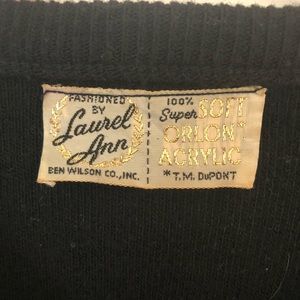 FASHIONED
BY
Laurel
Ann
BEN WILSON CO., INC.
100%
Super SOFT
ORLON*
ACRYLIC
* T.M. DUPONT